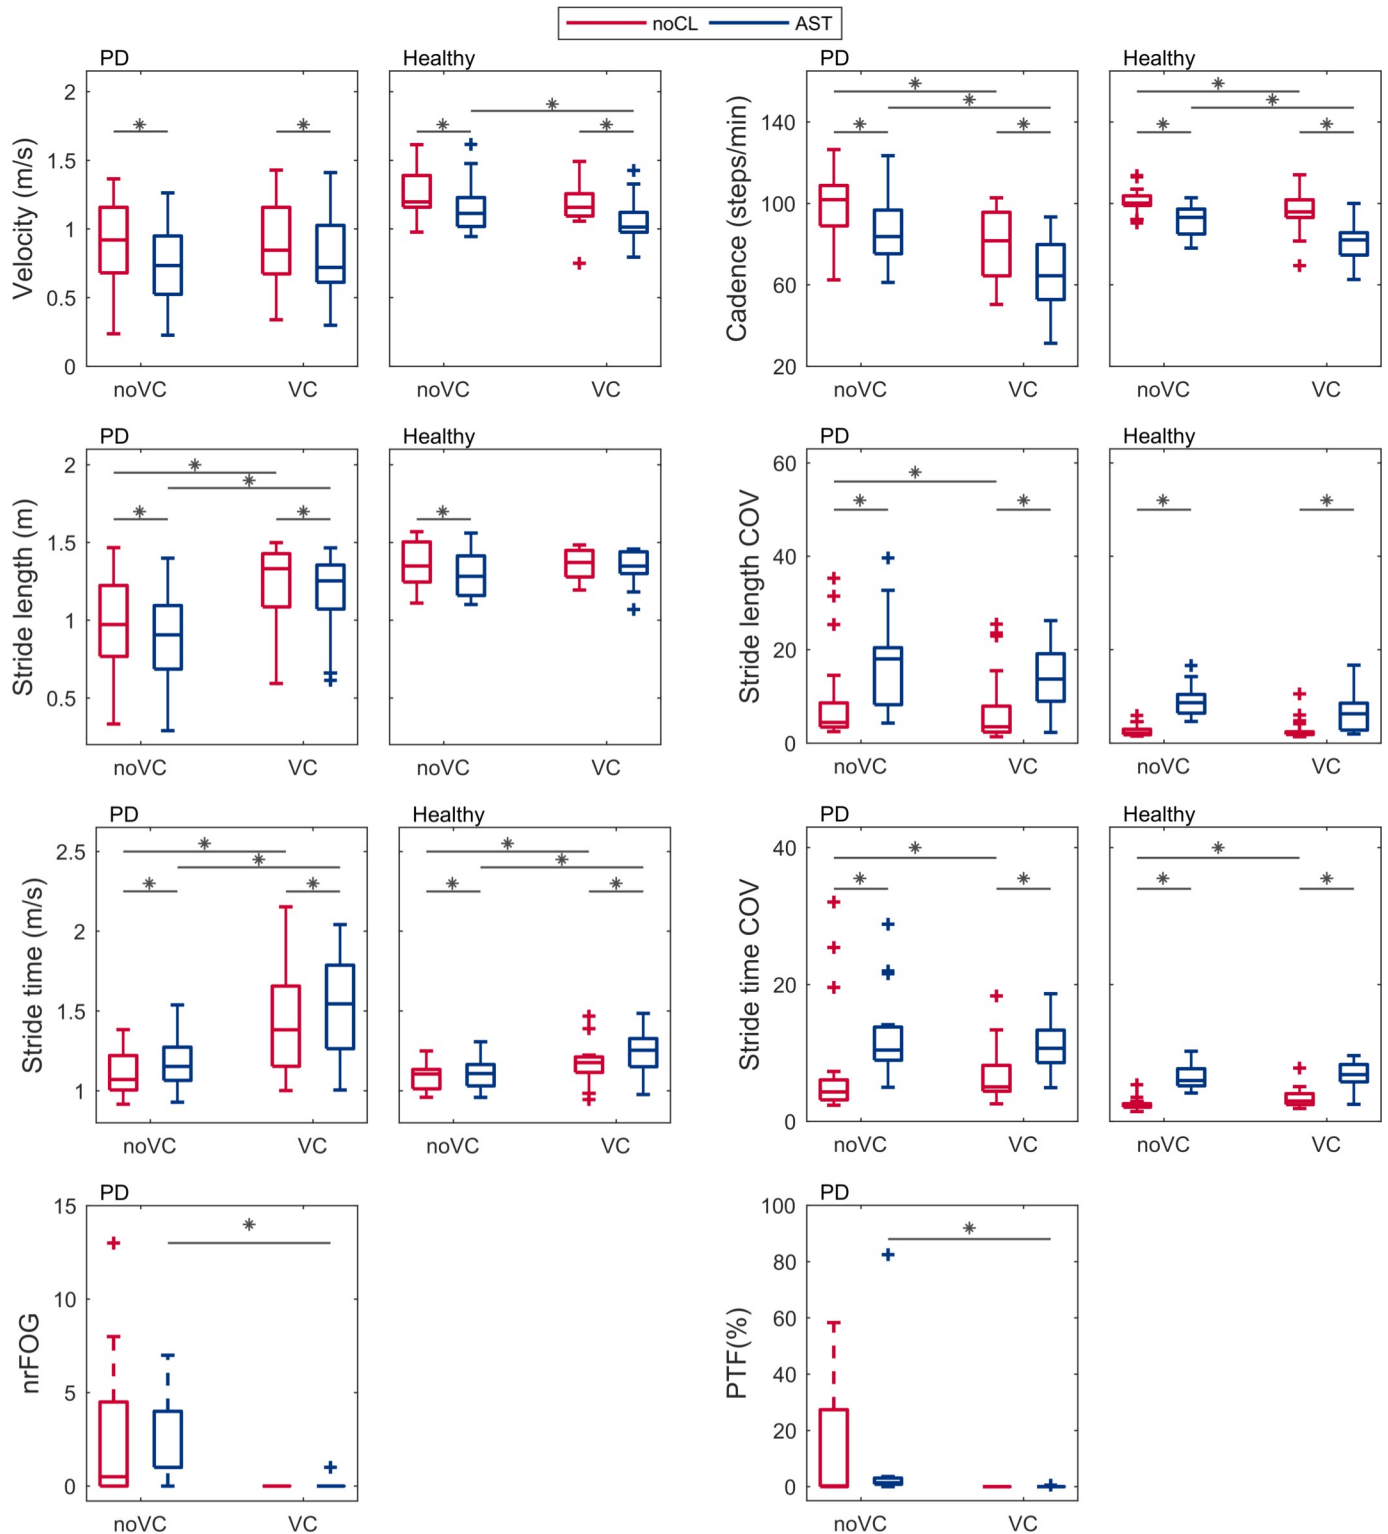 noCL AST
PD
Healthy
PD
Healthy
Velocity (m/s)
2
1.5
1
0.5
0
*
*
*
*
*
noVC VC
noVC VC
Cadence (steps/min)
140
100
60
20
*
*
*
*
*
*
*
*
noVC VC
noVC VC
PD
Healthy
PD
Healthy
Stride length (m)
2
1.5
1
0.5
*
*
*
*
*
noVC VC
noVC VC
Stride length COV
60
40
20
0
*
*
*
*
*
noVC VC
noVC VC
PD
Healthy
PD
Healthy
Stride time (m/s)
2.5
2
1.5
1
*
*
*
*
*
*
*
*
noVC VC
noVC VC
Stride time COV
40
20
0
*
*
*
*
*
*
noVC VC
noVC VC
PD
PD
nrFOG
15
10
5
0
*
noVC VC
PTF(%)
100
80
60
40
20
0
*
noVC VC